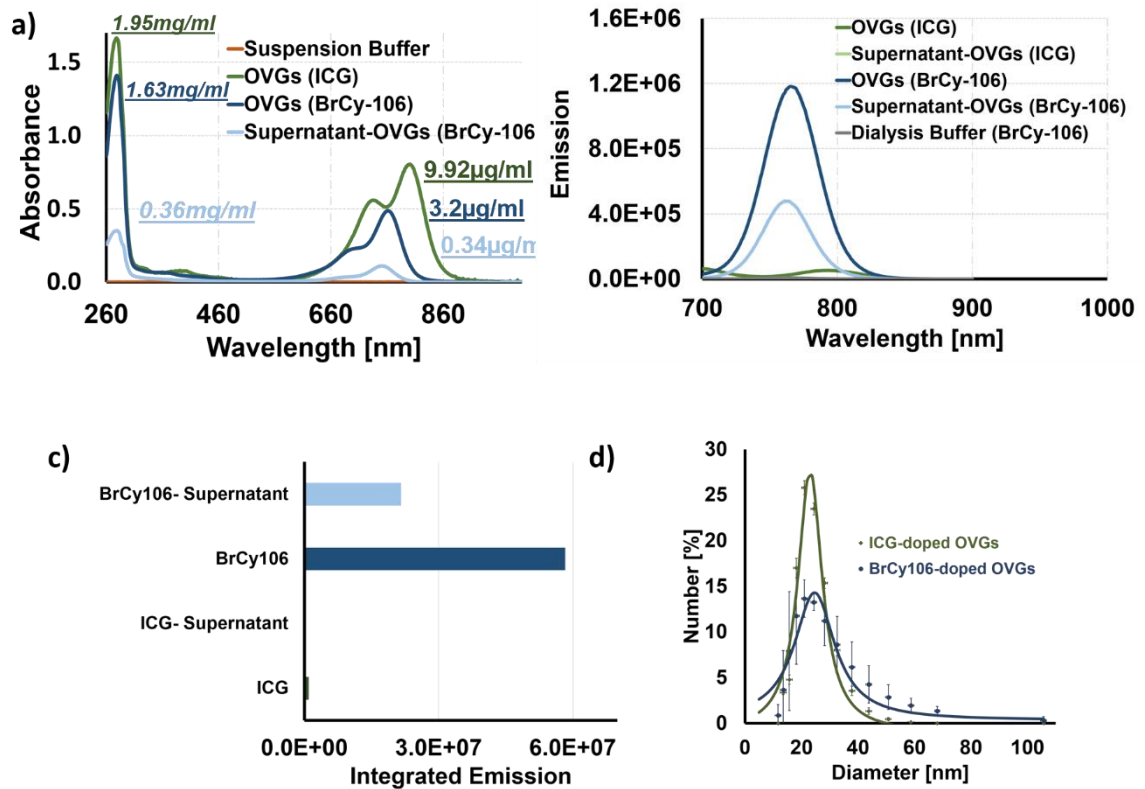 a)
1.95mg/ml
1.63mg/ml
0.36mg/ml
Suspension Buffer
OVGs (ICG)
OVGs (BrCy-106)
Supernatant-OVGs (BrCy-106
9.92µg/ml
3.2µg/ml
0.34µg/m
Absorbance
1.5
1.0
0.5
0.0
260
460
660
860
Wavelength [nm]
OVGs (ICG)
Supernatant-OVGs (ICG)
OVGs (BrCy-106)
Supernatant-OVGs (BrCy-106)
Dialysis Buffer (BrCy-106)
Emission
1.6E+06
1.2E+06
8.0E+05
4.0E+05
0.0E+00
700
800
900
1000
Wavelength [nm]
c)
BrCy106- Supernatant
BrCy106
ICG- Supernatant
ICG
0.0E+00
3.0E+07
6.0E+07
Integrated Emission
d)
ICG-doped OVGs
BrCy106-doped OVGs
Number [%]
30
25
20
15
10
5
0
0
20
40
60
80
100
Diameter [nm]